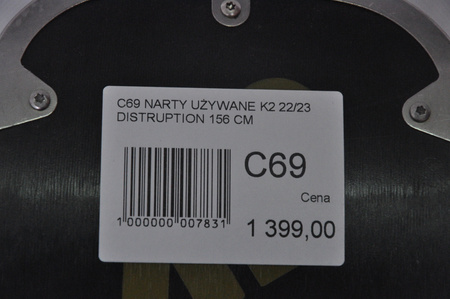 C69 NARTY UŻYWANE K2 22/23
DISTRUPTION 156 CM
C69
Cena
1 000000 007831
1 399,00